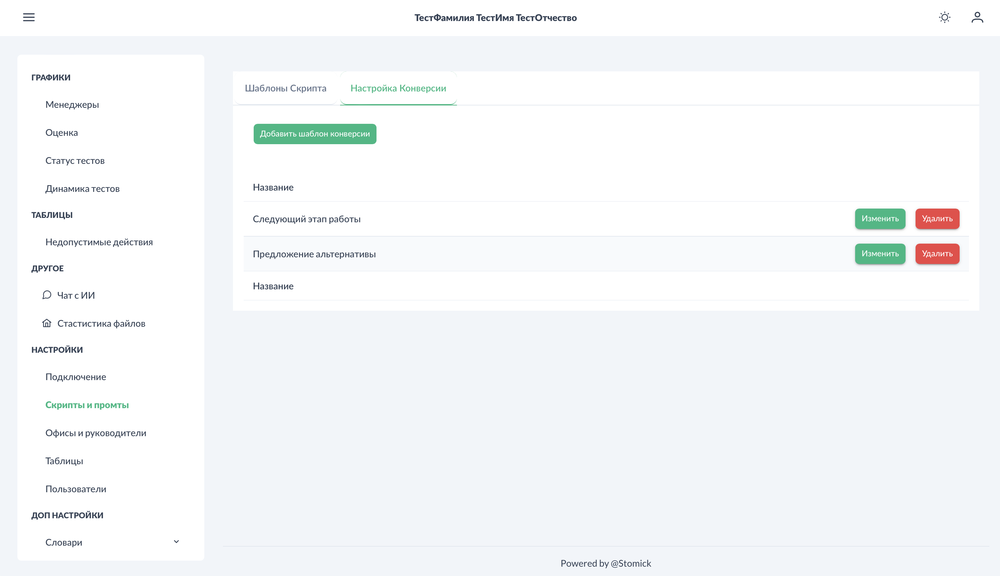 ТестФамилия ТестИмя ТестОтчество
ГРАФИКИ
Менеджеры
Оценка
Статус тестов
Динамика тестов
ТАБЛИЦЫ
Недопустимые действия
ДРУГОЕ
Чат с ИИ
Стастистика файлов
НАСТРОЙКИ
Подключение
Скрипты и промты
Офисы и руководители
Таблицы
Пользователи
ДОП НАСТРОЙКИ
Словари
Шаблоны Скрипта
Настройка Конверсии
Добавить шаблон конверсии
Название
Следующий этап работы
Изменить
Удалить
Предложение альтернативы
Изменить
Удалить
Название
Powered by @Stomick